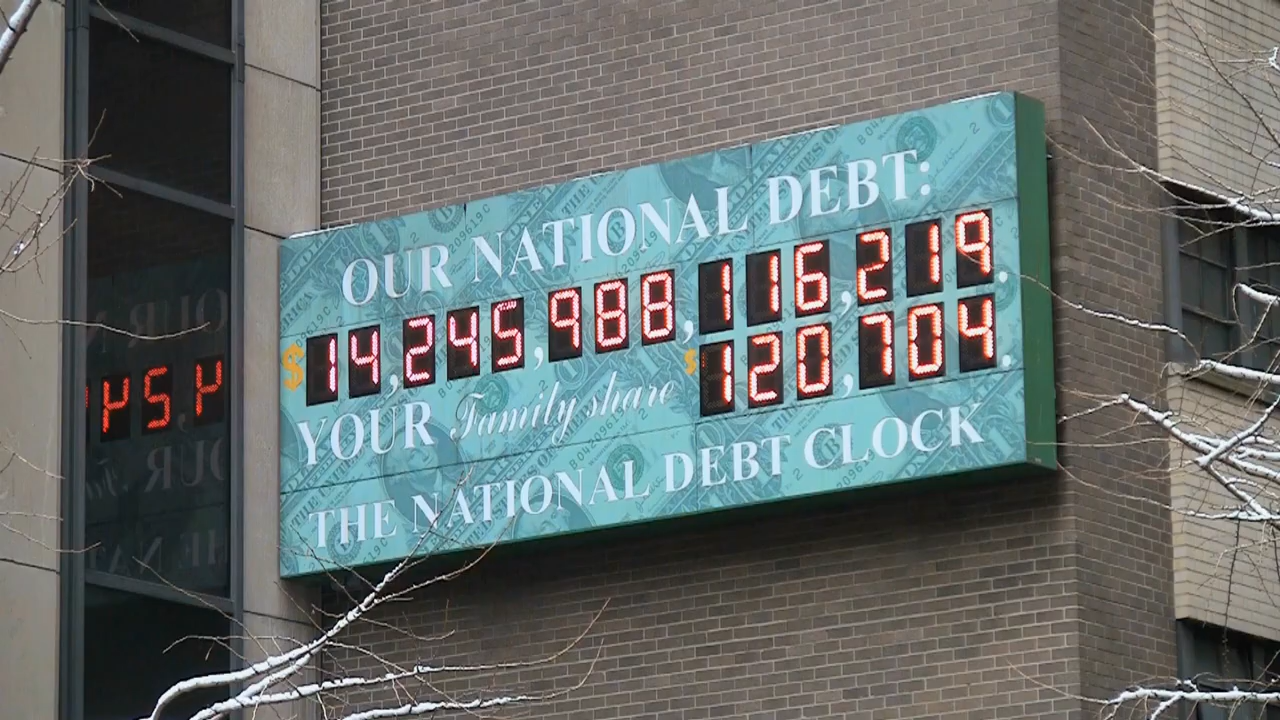 OUR NATIONAL DEBT:
$14,245,988,116,219.
YOUR Family share $120,704.
THE NATIONAL DEBT CLOCK